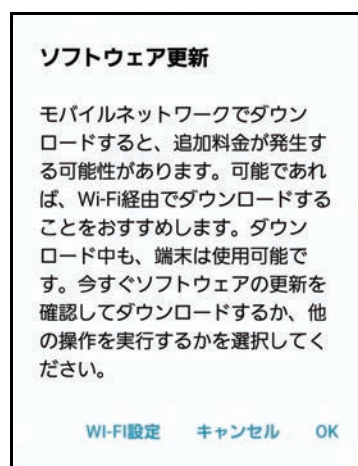 ソフトウェア更新
モバイルネットワークでダウン
ロードすると、追加料金が発生す
る可能性があります。可能であれ
ば、Wi-Fi経由でダウンロードする
ことをおすすめします。ダウン
ロード中も、端末は使用可能で
す。今すぐソフトウェアの更新を
確認してダウンロードするか、他
の操作を実行するかを選択してく
ださい。
WI-FI設定 キャンセル OK